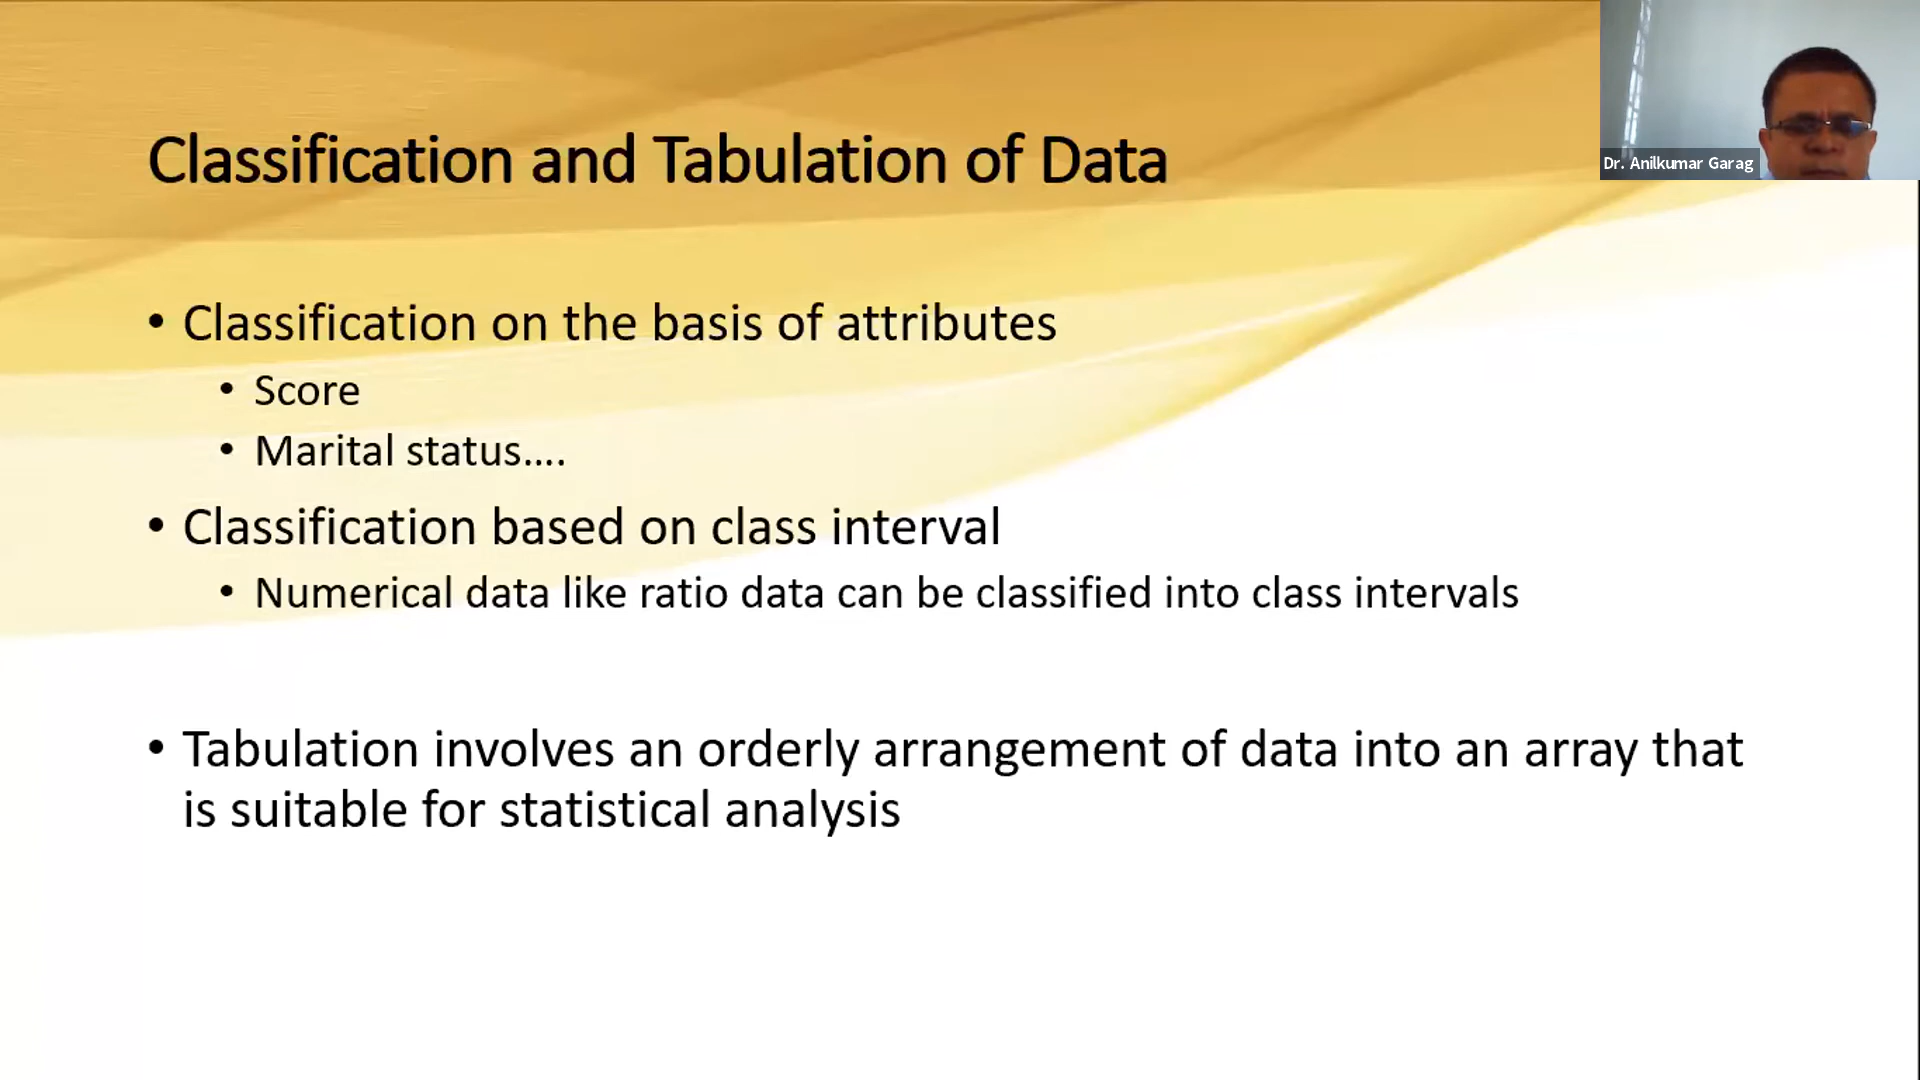 Classification and Tabulation of Data
Dr. Anilkumar Garag
• Classification on the basis of attributes
• Score
• Marital status....
• Classification based on class interval
• Numerical data like ratio data can be classified into class intervals
• Tabulation involves an orderly arrangement of data into an array that
is suitable for statistical analysis